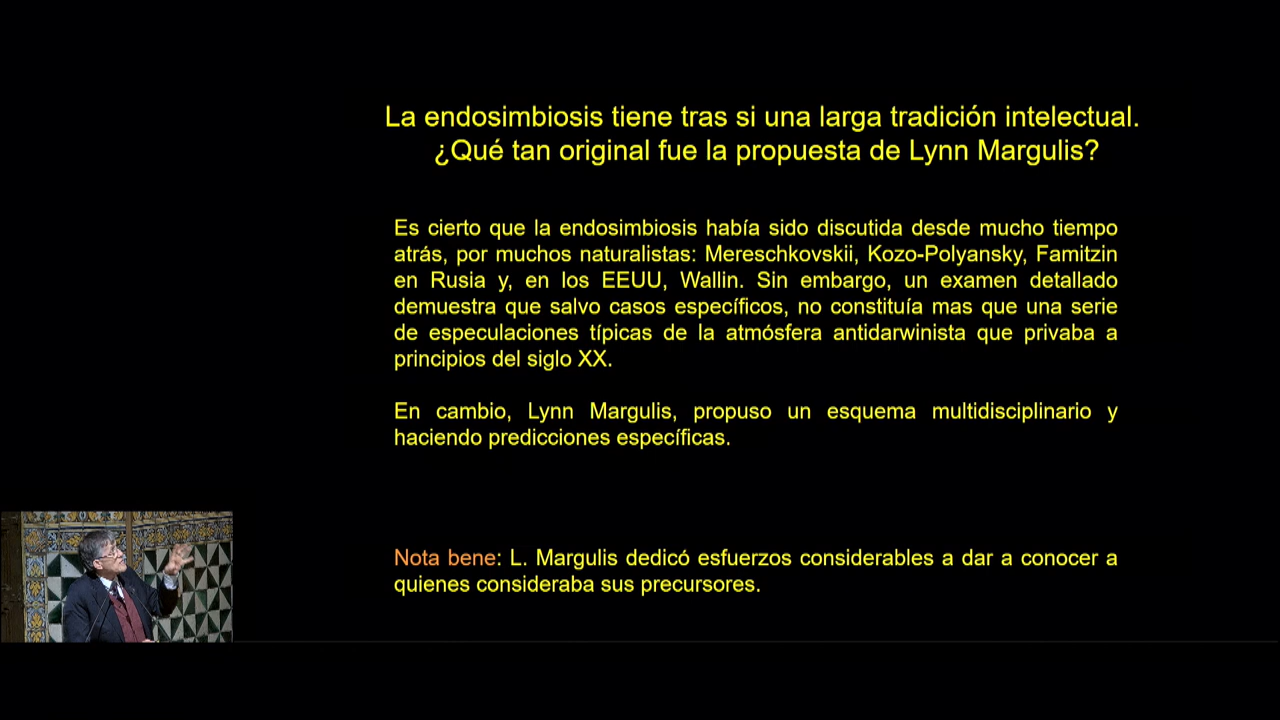 La endosimbiosis tiene tras si una larga tradición intelectual.
¿Qué tan original fue la propuesta de Lynn Margulis?
Es cierto que la endosimbiosis había sido discutida desde mucho tiempo
atrás, por muchos naturalistas: Mereschkovskii, Kozo-Polyansky, Famitzin
en Rusia y, en los EEUU, Wallin. Sin embargo, un examen detallado
demuestra que salvo casos específicos, no constituía mas que una serie
de especulaciones típicas de la atmósfera antidarwinista que privaba a
principios del siglo XX.
En cambio, Lynn Margulis, propuso un esquema multidisciplinario y
haciendo predicciones específicas.
Nota bene: L. Margulis dedicó esfuerzos considerables a dar a conocer a
quienes consideraba sus precursores.